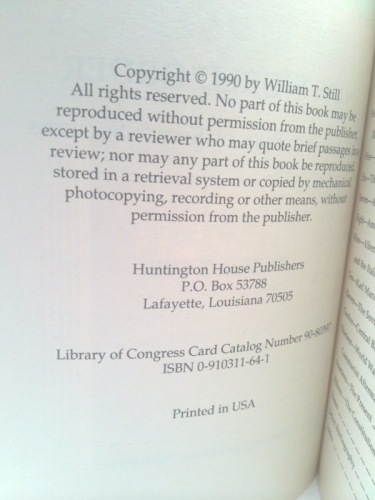 Copyright © 1990 by William T. Still
All rights reserved. No part of this book may be
reproduced without permission from the publisher,
except by a reviewer who may quote brief passages in a
review; nor may any part of this book be reproduced,
stored in a retrieval system or copied by mechanical,
photocopying, recording or other means, without
permission from the publisher.
Huntington House Publishers
P.O. Box 53788
Lafayette, Louisiana 70505
Library of Congress Card Catalog Number 90-80397
ISBN 0-910311-64-1
Printed in USA